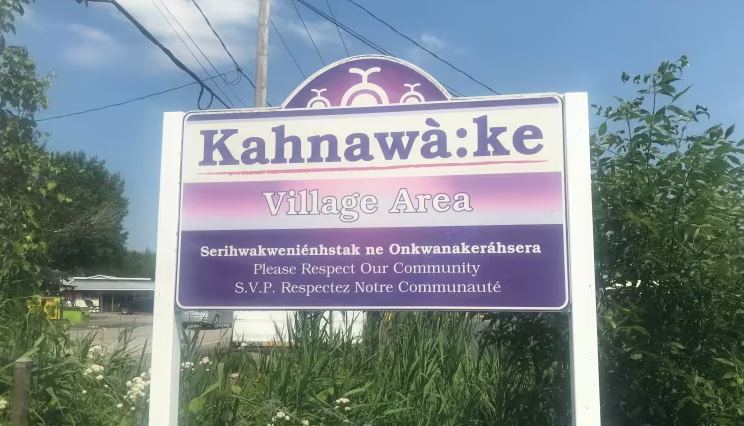 Kahnawà:ke
Village Area
Serihwakweniénhstak ne Onkwanakeráhsera
Please Respect Our Community
S.V.P. Respectez Notre Communauté